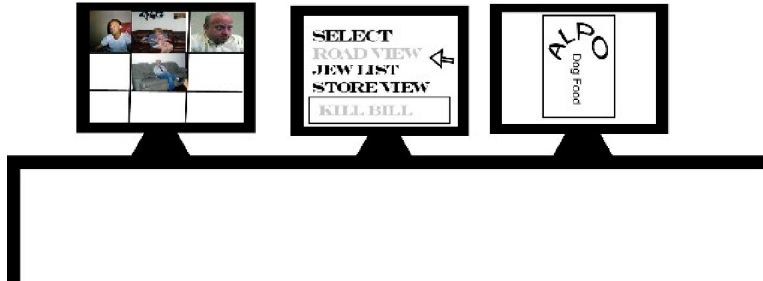 SELECT
ROAD VIEW
JEW LIST
STORE VIEW
KILL BILL
ALPO
Dog Food